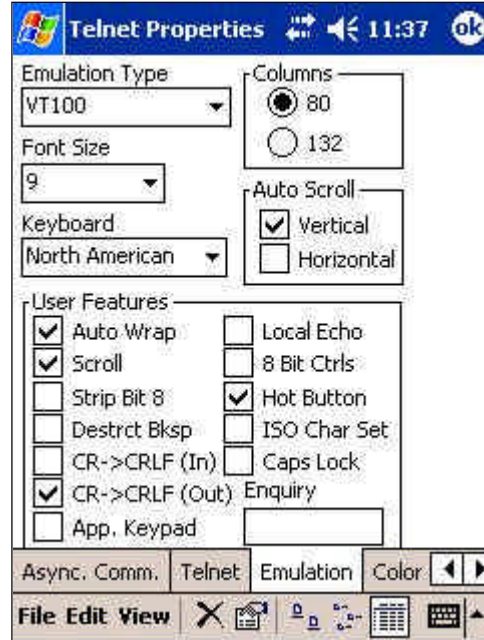 Telnet Properties 11:37 ok
Emulation Type
VT100
Font Size
9
Keyboard
North American
Columns
80
132
Auto Scroll
Vertical
Horizontal
User Features
Auto Wrap
Scroll
Strip Bit 8
Destrct Bksp
CR->CRLF (In)
CR->CRLF (Out)
App. Keypad
Local Echo
8 Bit Ctrls
Hot Button
ISO Char Set
Caps Lock
Enquiry
Async. Comm. Telnet Emulation Color
File Edit View